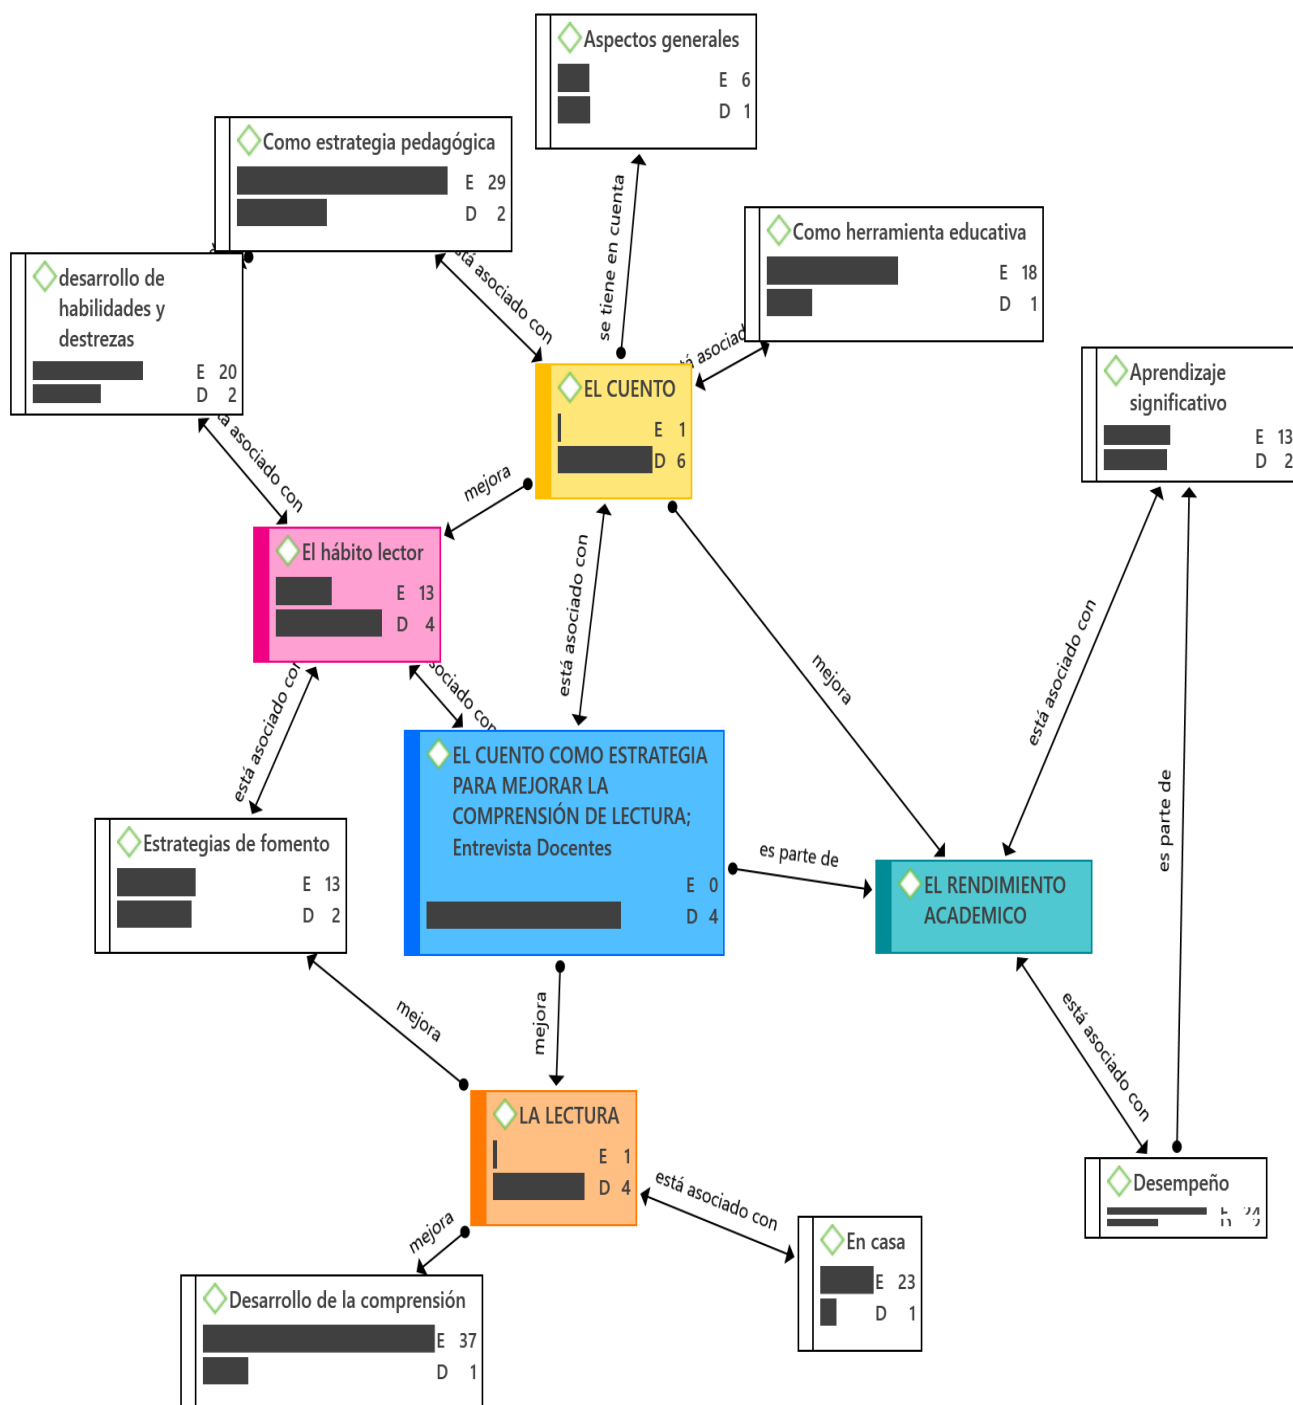 Aspectos generales
E 6
D 1
Como estrategia pedagógica
E 29
D 2
se tiene en cuenta
Como herramienta educativa
E 18
D 1
está asociado con
desarrollo de
habilidades y
destrezas
E 20
D 2
asociado
EL CUENTO
E 1
D 6
Aprendizaje
significativo
E 13
D 2
asociado con
mejora
El hábito lector
E 13
D 4
está asociado con
mejora
está asociado con
es parte de
está asociado con
EL CUENTO COMO ESTRATEGIA
PARA MEJORAR LA
COMPRENSIÓN DE LECTURA;
Entrevista Docentes
E 0
D 4
Estrategias de fomento
E 13
D 2
es parte de
EL RENDIMIENTO
ACADEMICO
mejora
mejora
está asociado con
LA LECTURA
E 1
D 4
está asociado con
Desempeño
En casa
E 23
D 1
mejora
Desarrollo de la comprensión
E 37
D 1